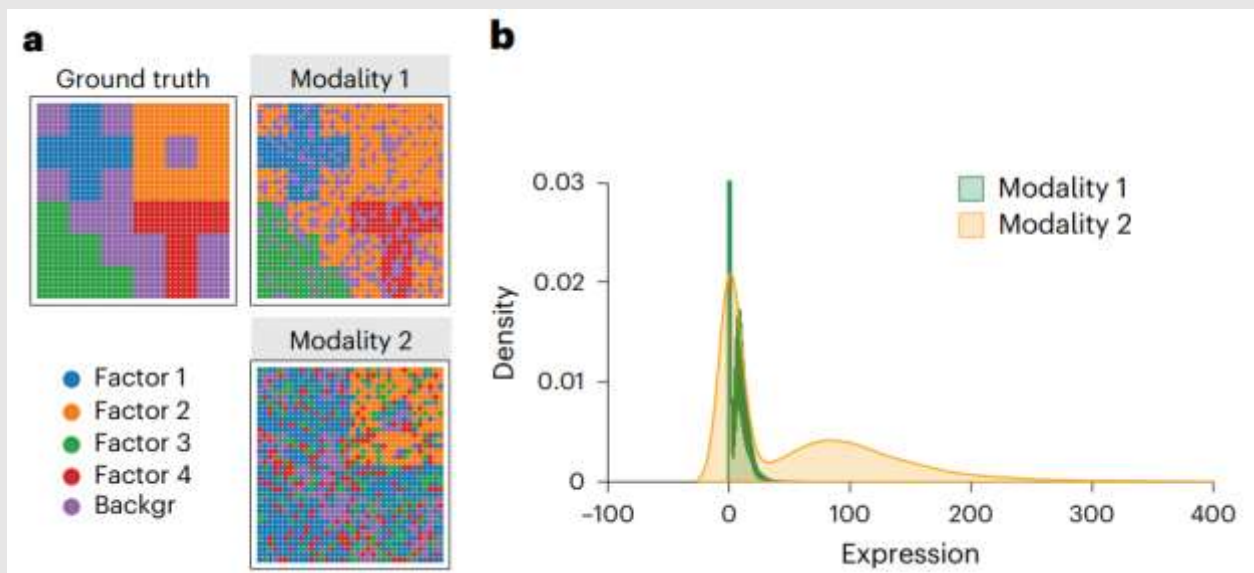 a
Ground truth
Modality 1
Modality 2
Factor 1
Factor 2
Factor 3
Factor 4
Backgr
b
0.03
0.02
0.01
0
Density
Modality 1
Modality 2
−100 0 100 200 300 400
Expression